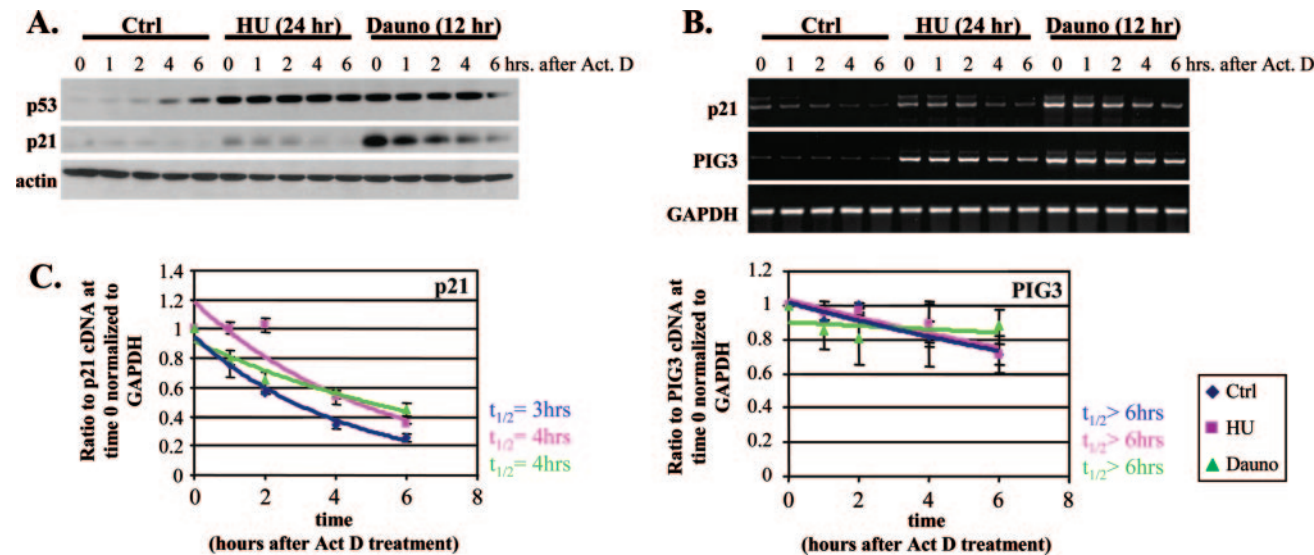 A.
Ctrl HU (24 hr) Dauno (12 hr)
0 1 2 4 6 0 1 2 4 6 0 1 2 4 6 hrs. after Act. D
p53
p21
actin
B.
Ctrl HU (24 hr) Dauno (12 hr)
0 1 2 4 6 0 1 2 4 6 0 1 2 4 6 hrs. after Act. D
p21
PIG3
GAPDH
C.
Ratio to p21 cDNA at
time 0 normalized to
GAPDH
1.4
1.2
1
0.8
0.6
0.4
0.2
0
p21
t1/2= 3hrs
t1/2= 4hrs
t1/2= 4hrs
0 2 4 6 8
time
(hours after Act D treatment)
Ratio to PIG3 cDNA at
time 0 normalized to
GAPDH
1.2
1
0.8
0.6
0.4
0.2
0
PIG3
t1/2> 6hrs
t1/2> 6hrs
t1/2> 6hrs
0 2 4 6 8
time
(hours after Act D treatment)
Ctrl
HU
Dauno